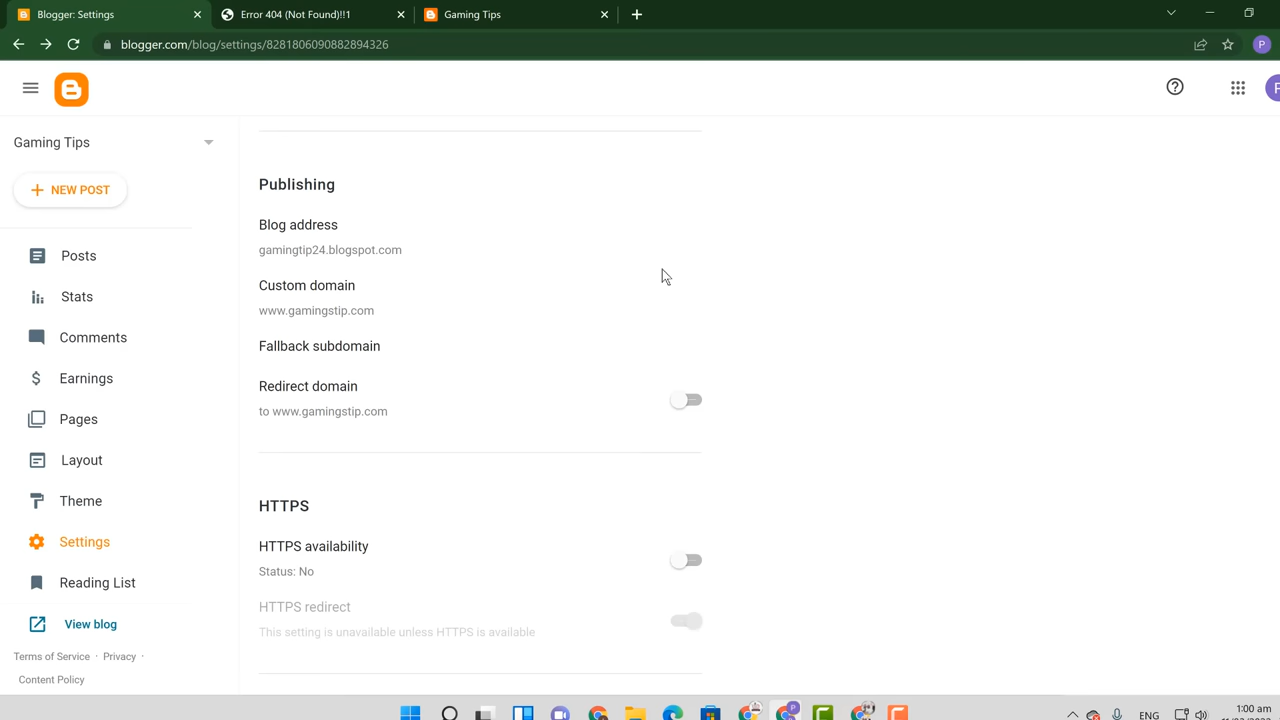 Blogger: Settings
Error 404 (Not Found)!!1
Gaming Tips
blogger.com/blog/settings/8281806090882894326
P
Gaming Tips
NEW POST
Posts
Stats
Comments
Earnings
Pages
Layout
Theme
Settings
Reading List
View blog
Terms of Service · Privacy ·
Content Policy
Publishing
Blog address
gamingtip24.blogspot.com
Custom domain
www.gamingstip.com
Fallback subdomain
Redirect domain
to www.gamingstip.com
HTTPS
HTTPS availability
Status: No
HTTPS redirect
This setting is unavailable unless HTTPS is available
ENG
1:00 am